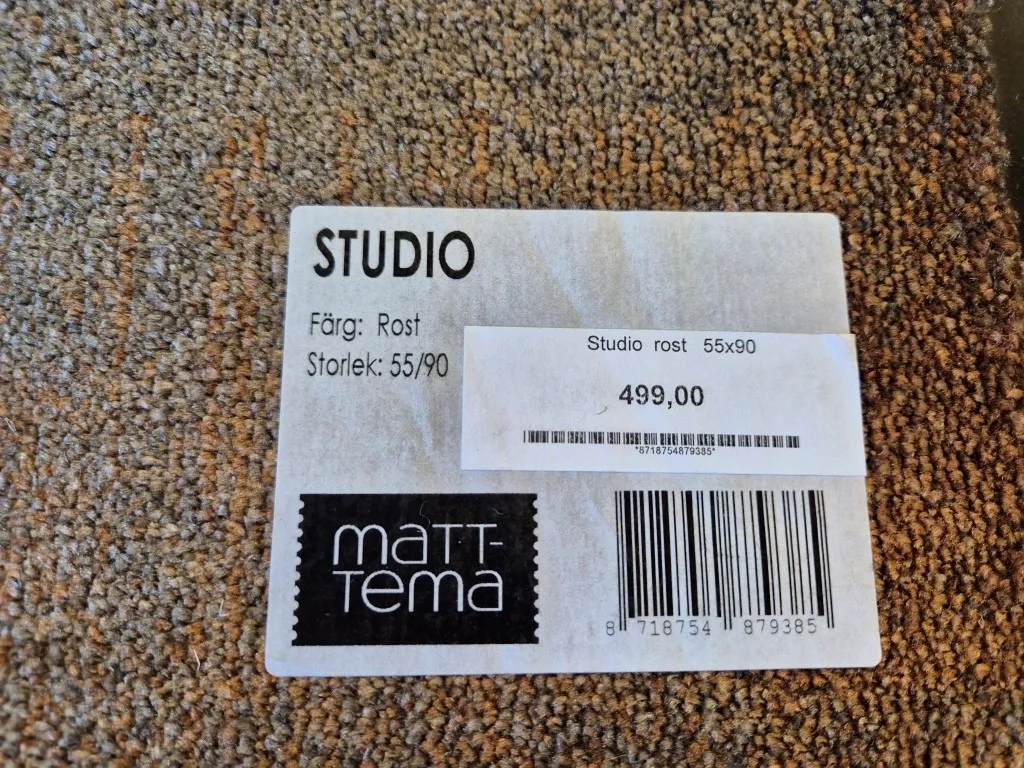 STUDIO
Färg: Rost
Storlek: 55/90
Studio rost 55x90
499,00
*8718754879385*
maTT-
Tema
8 718754 879385